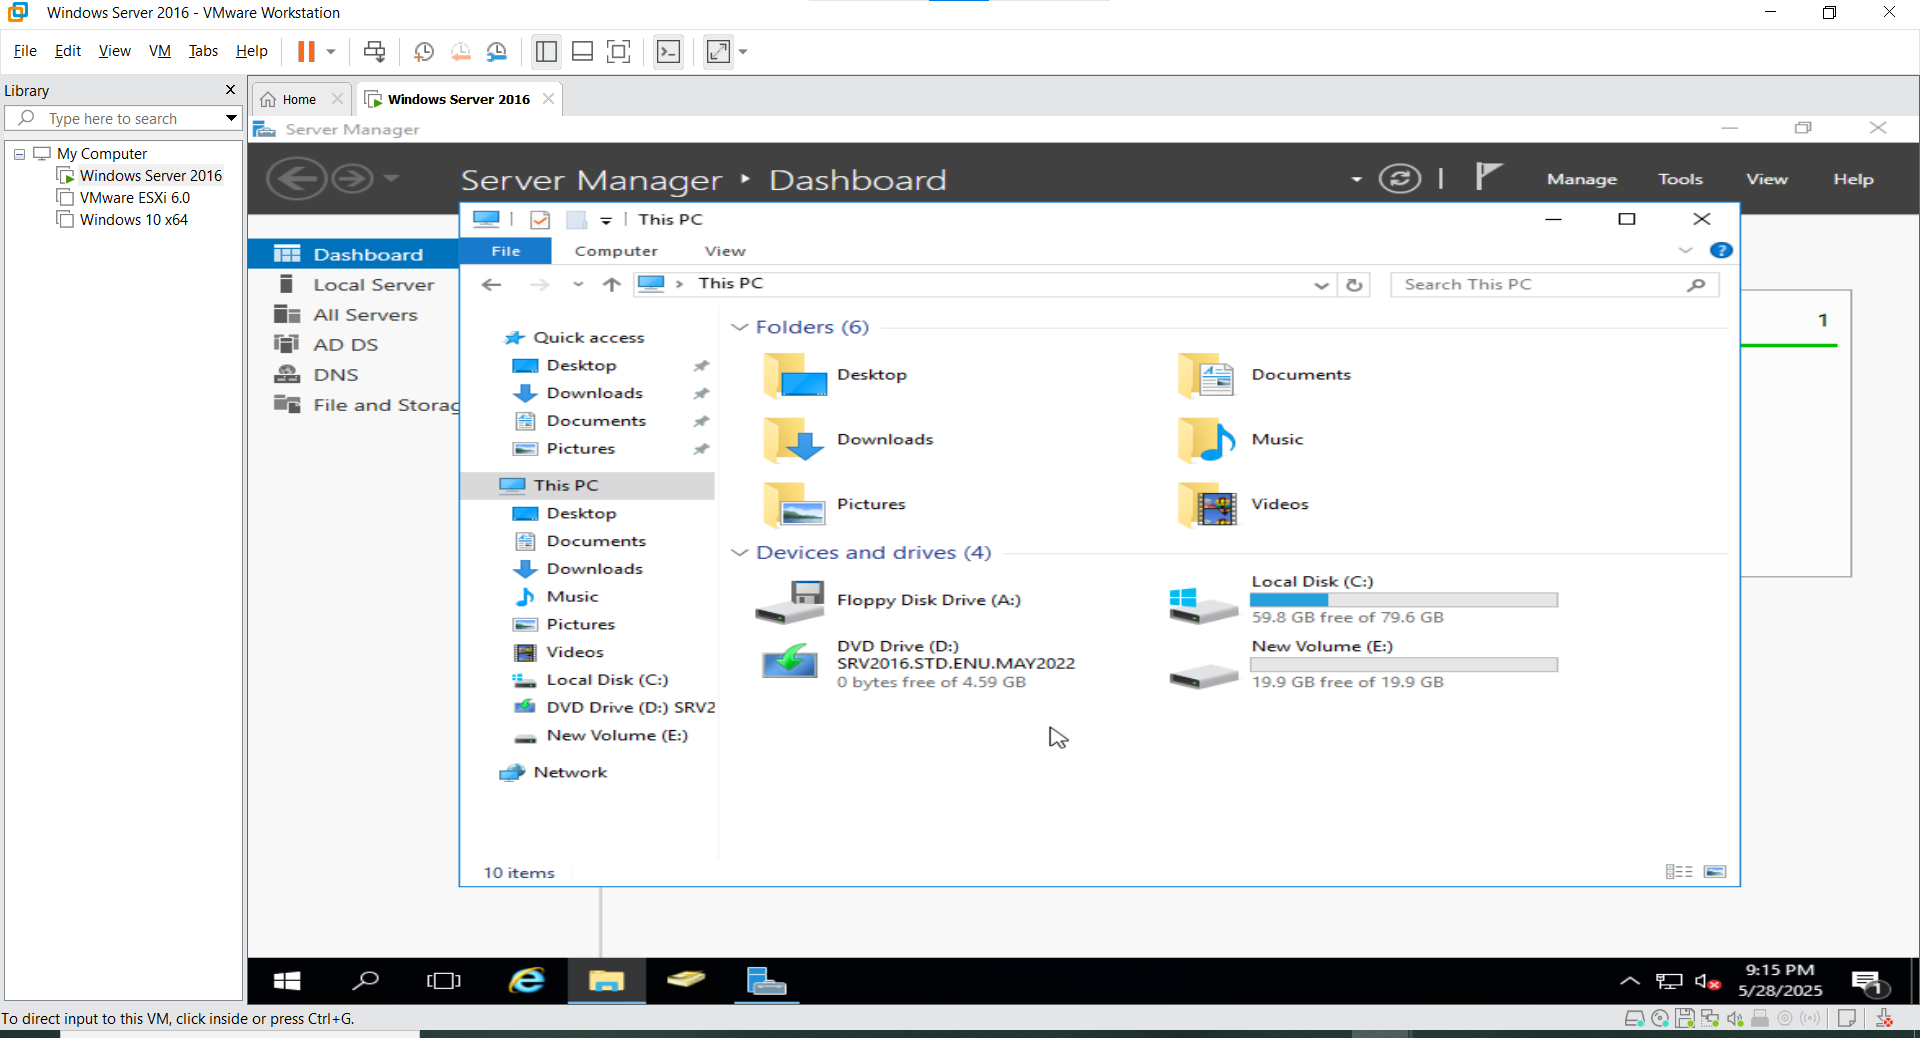 Windows Server 2016 - VMware Workstation
File Edit View VM Tabs Help
Library
Type here to search
My Computer
Windows Server 2016
VMware ESXi 6.0
Windows 10 x64
Home
Windows Server 2016
Server Manager
Server Manager ‣ Dashboard
Manage Tools View Help
Dashboard
Local Server
All Servers
AD DS
DNS
File and Storag
1
This PC
File Computer View
This PC
Search This PC
Quick access
Desktop
Downloads
Documents
Pictures
This PC
Desktop
Documents
Downloads
Music
Pictures
Videos
Local Disk (C:)
DVD Drive (D:) SRV2
New Volume (E:)
Network
Folders (6)
Desktop
Documents
Downloads
Music
Pictures
Videos
Devices and drives (4)
Floppy Disk Drive (A:)
Local Disk (C:)
59.8 GB free of 79.6 GB
DVD Drive (D:)
SRV2016.STD.ENU.MAY2022
0 bytes free of 4.59 GB
New Volume (E:)
19.9 GB free of 19.9 GB
10 items
9:15 PM
5/28/2025
1
To direct input to this VM, click inside or press Ctrl+G.